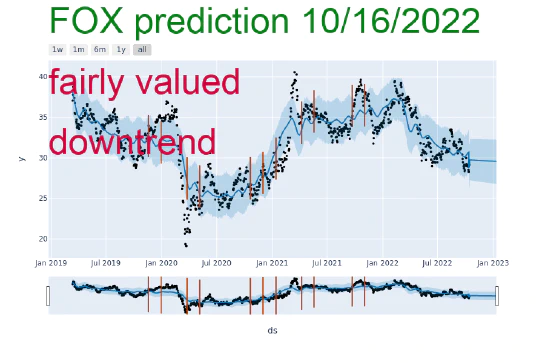 FOX prediction 10/16/2022
1w 1m 6m 1y all
fairly valued
downtrend
y
40
35
30
25
20
Jan 2019 Jul 2019 Jan 2020 Jul 2020 Jan 2021 Jul 2021 Jan 2022 Jul 2022 Jan 2023
ds